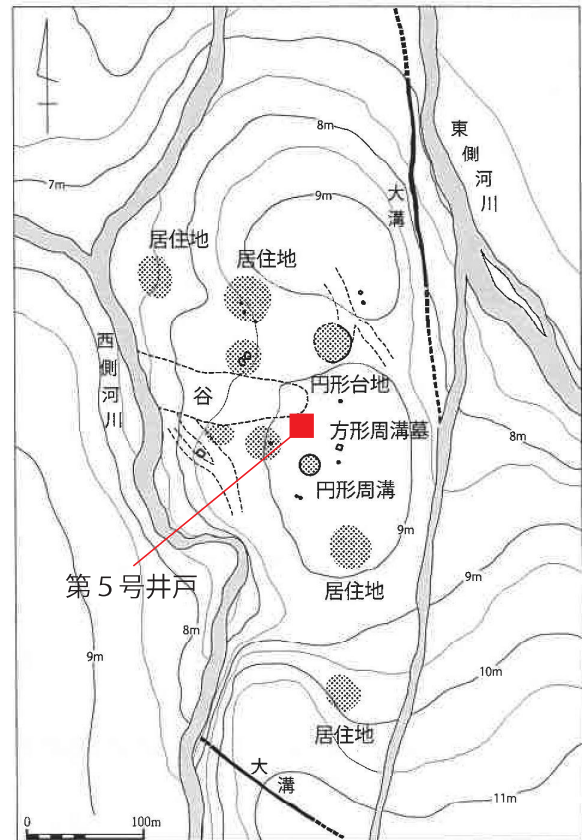 8m
7m
9m
東側河川
大溝
居住地
居住地
西側河川
谷
円形台地
方形周溝墓
円形周溝
8m
9m
居住地
第5号井戸
8m
9m
9m
10m
居住地
大溝
11m
0 100m